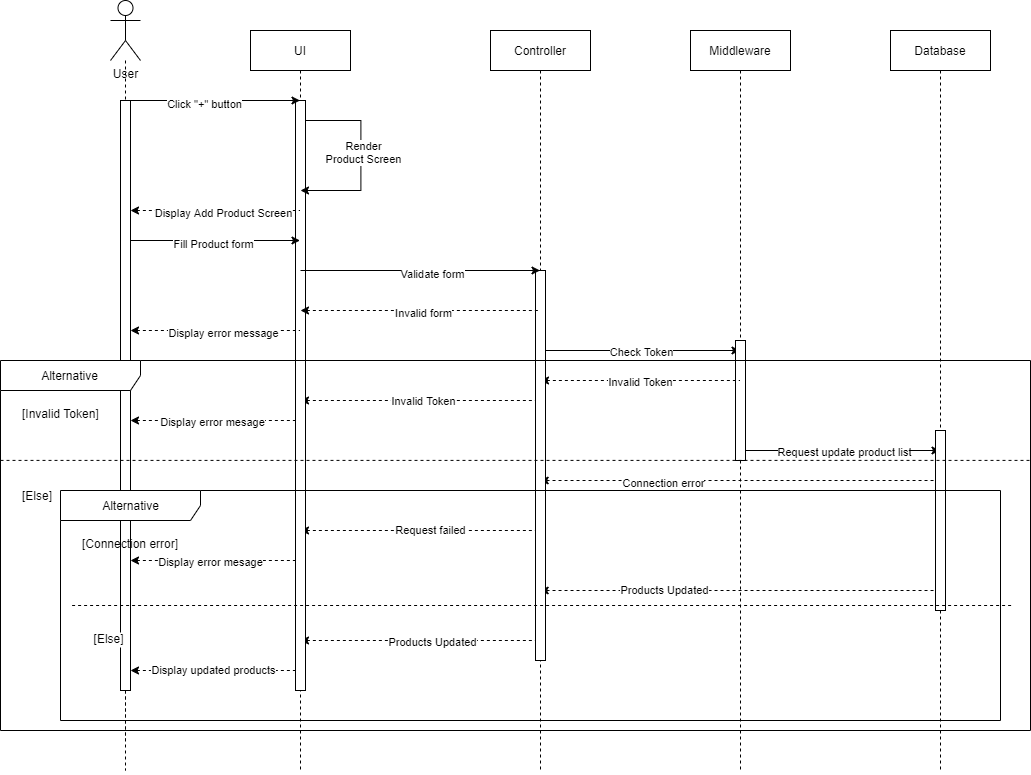 User
UI
Controller
Middleware
Database
Click "+" button
Render
Product Screen
Display Add Product Screen
Fill Product form
Validate form
Invalid form
Display error message
Check Token
Alternative
Invalid Token
Invalid Token
[Invalid Token]
Display error mesage
Request update product list
Connection error
[Else]
Alternative
Request failed
[Connection error]
Display error mesage
Products Updated
[Else]
Products Updated
Display updated products